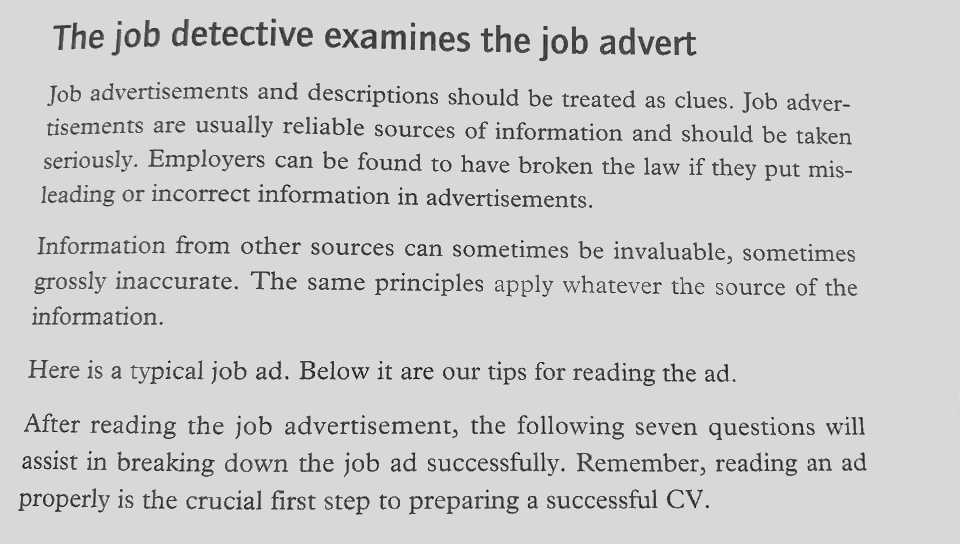 The job detective examines the job advert
Job advertisements and descriptions should be treated as clues. Job adver-
tisements are usually reliable sources of information and should be taken
seriously. Employers can be found to have broken the law if they put mis-
leading or incorrect information in advertisements.
Information from other sources can sometimes be invaluable, sometimes
grossly inaccurate. The same principles apply whatever the source of the
information.
Here is a typical job ad. Below it are our tips for reading the ad.
After reading the job advertisement, the following seven questions will
assist in breaking down the job ad successfully. Remember, reading an ad
properly is the crucial first step to preparing a successful CV.